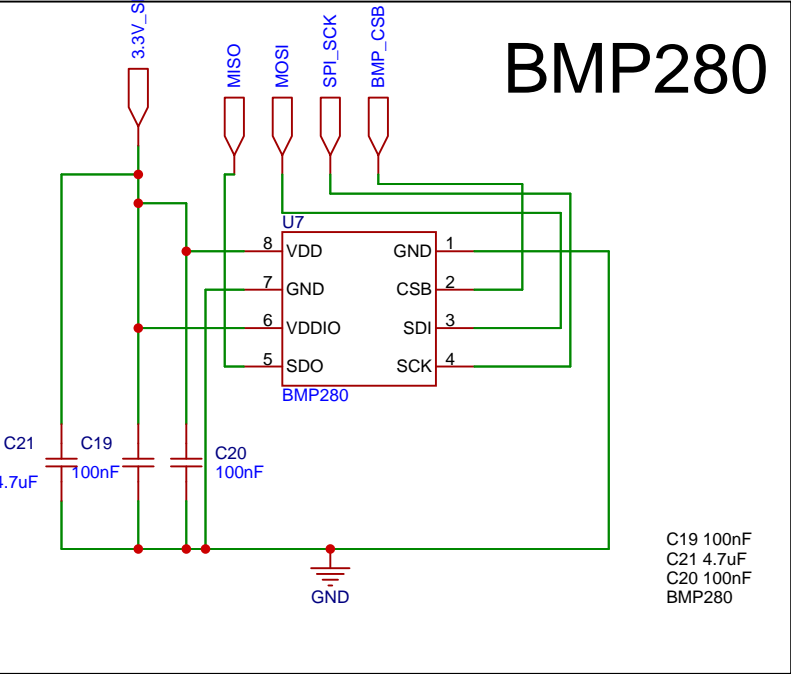 3.3V_S
MISO
MOSI
SPI_SCK
BMP_CSB
BMP280
U7
8 VDD
GND 1
7 GND
CSB 2
6 VDDIO
SDI 3
5 SDO
SCK 4
BMP280
C21
C19
C20
4.7uF
100nF
100nF
GND
C19 100nF
C21 4.7uF
C20 100nF
BMP280